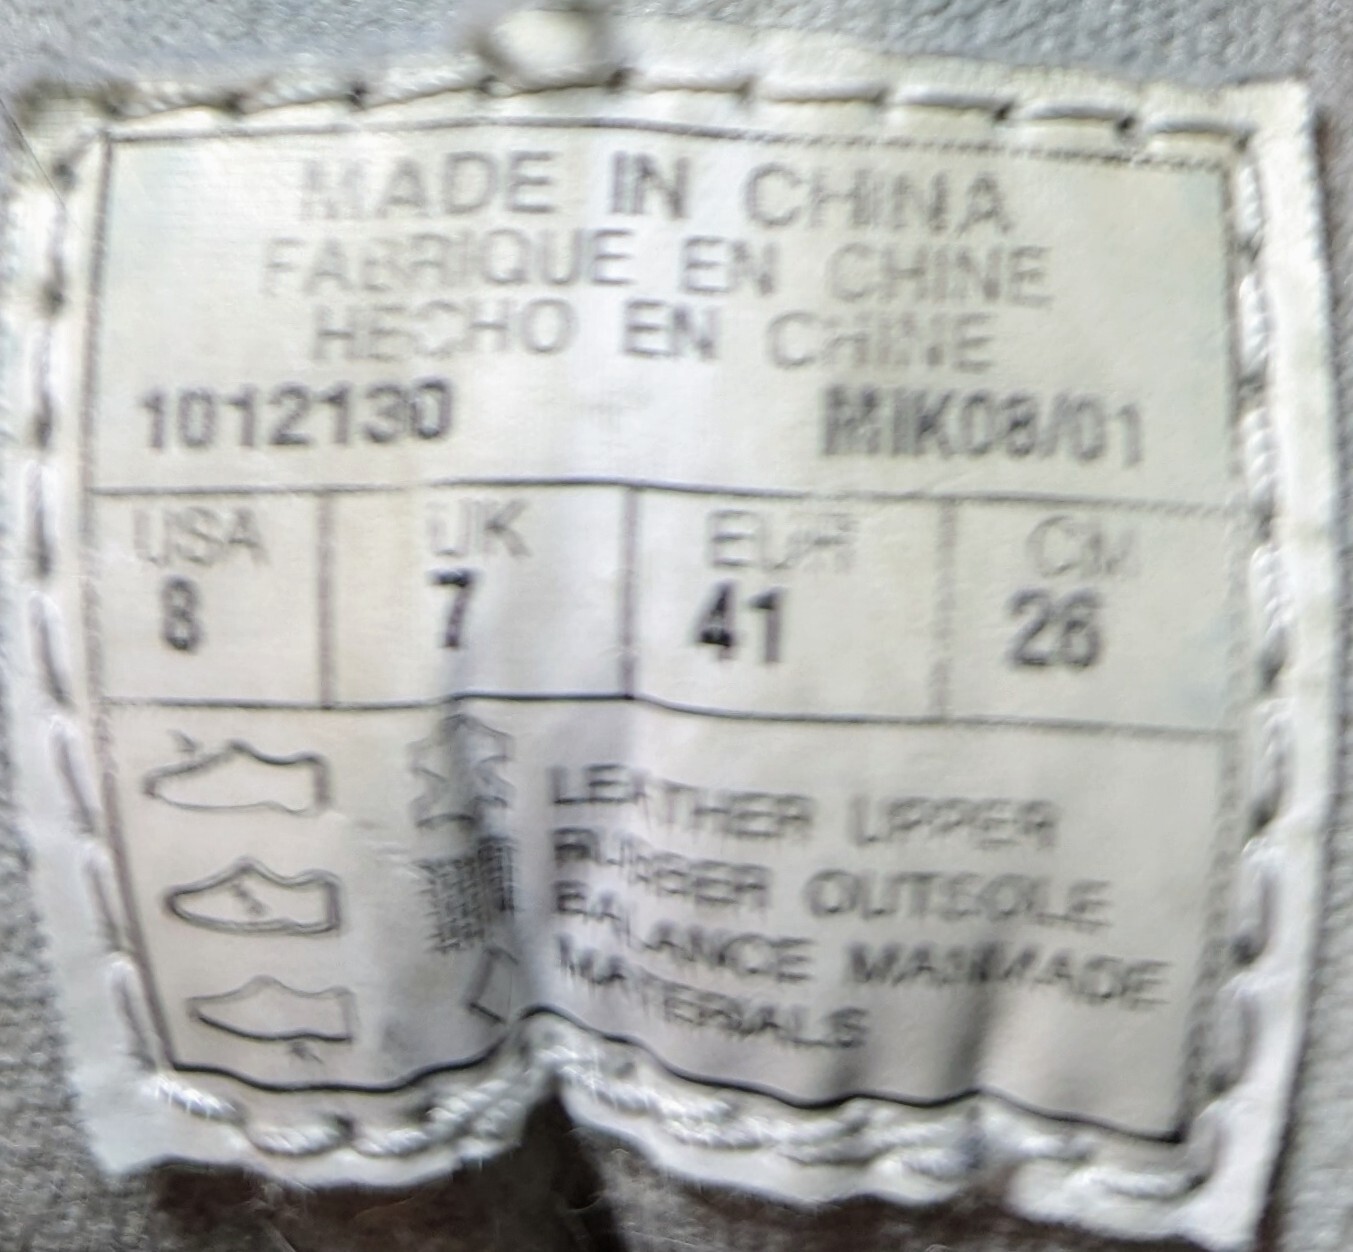 MADE IN CHINA
FABRIQUE EN CHINE
HECHO EN CHINE
1012130 MIK08/01
USA UK EUR CM
8 7 41 26
LEATHER UPPER
RUBBER OUTSOLE
BALANCE MANMADE
MATERIALS